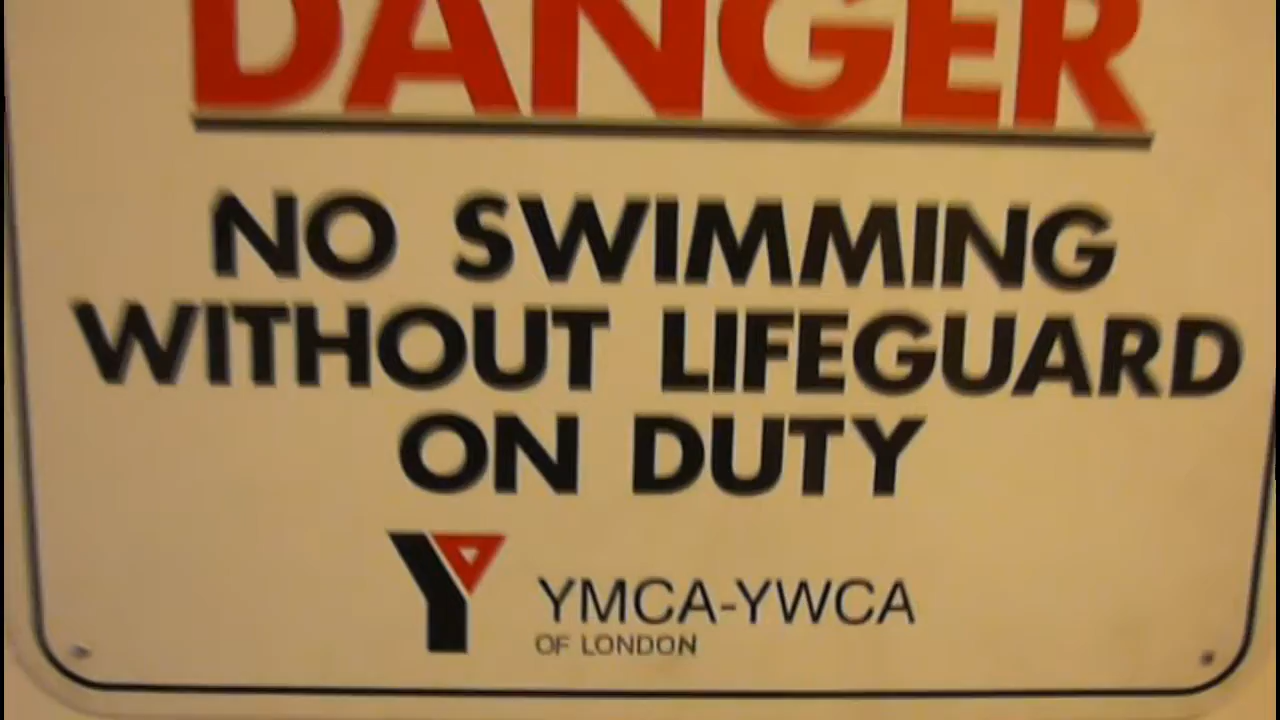 DANGER
NO SWIMMING
WITHOUT LIFEGUARD
ON DUTY
YMCA-YWCA
OF LONDON